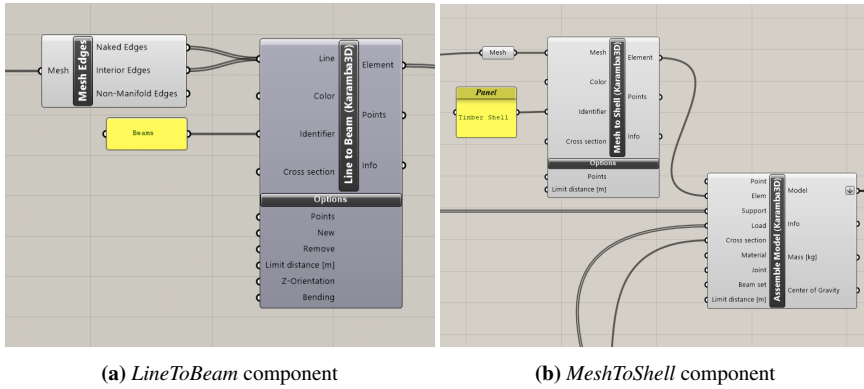 Mesh
Mesh Edges
Naked Edges
Interior Edges
Non-Manifold Edges
Beams
Line
Color
Identifier
Cross section
Line to Beam (Karamba3D)
Element
Points
Info
Options
Points
New
Remove
Limit distance [m]
Z-Orientation
Bending
Mesh
Panel
Timber Shell
Mesh
Color
Identifier
Cross section
Mesh to Shell (Karamba3D)
Element
Points
Info
Options
Points
Limit distance [m]
Point
Elem
Support
Load
Cross section
Material
Joint
Beam set
Limit distance [m]
Assemble Model (Karamba3D)
Model
Info
Mass [kg]
Center of Gravity
(a) LineToBeam component
(b) MeshToShell component